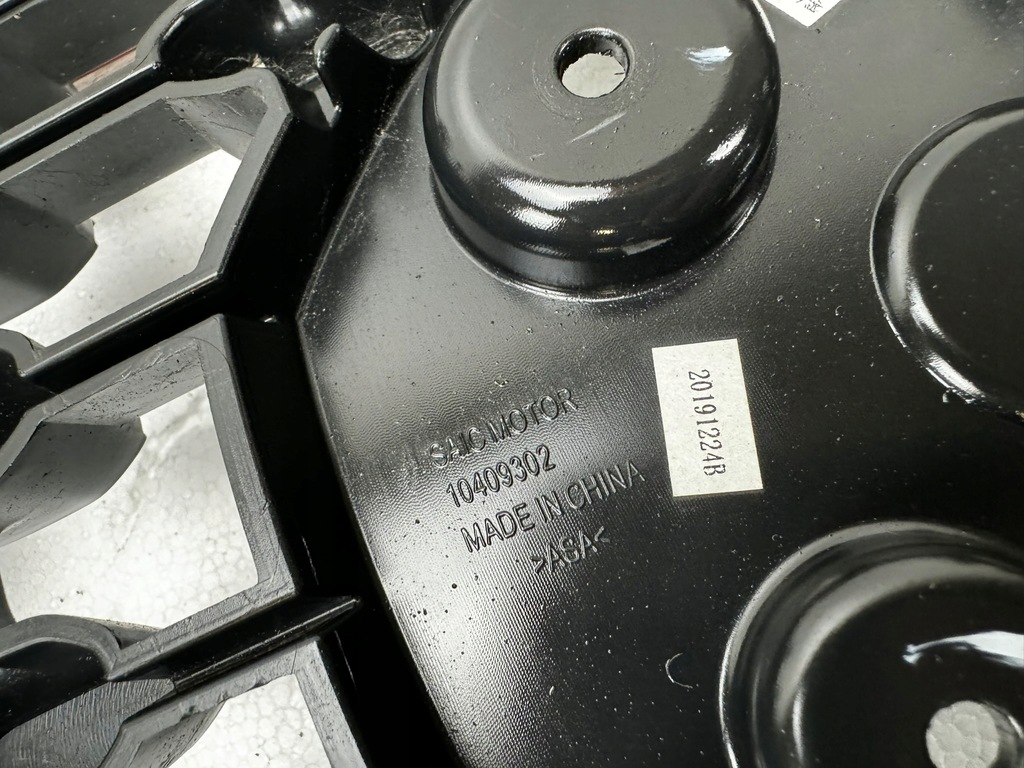 SAIC MOTOR
10409302
MADE IN CHINA
>ASA<
20191224B